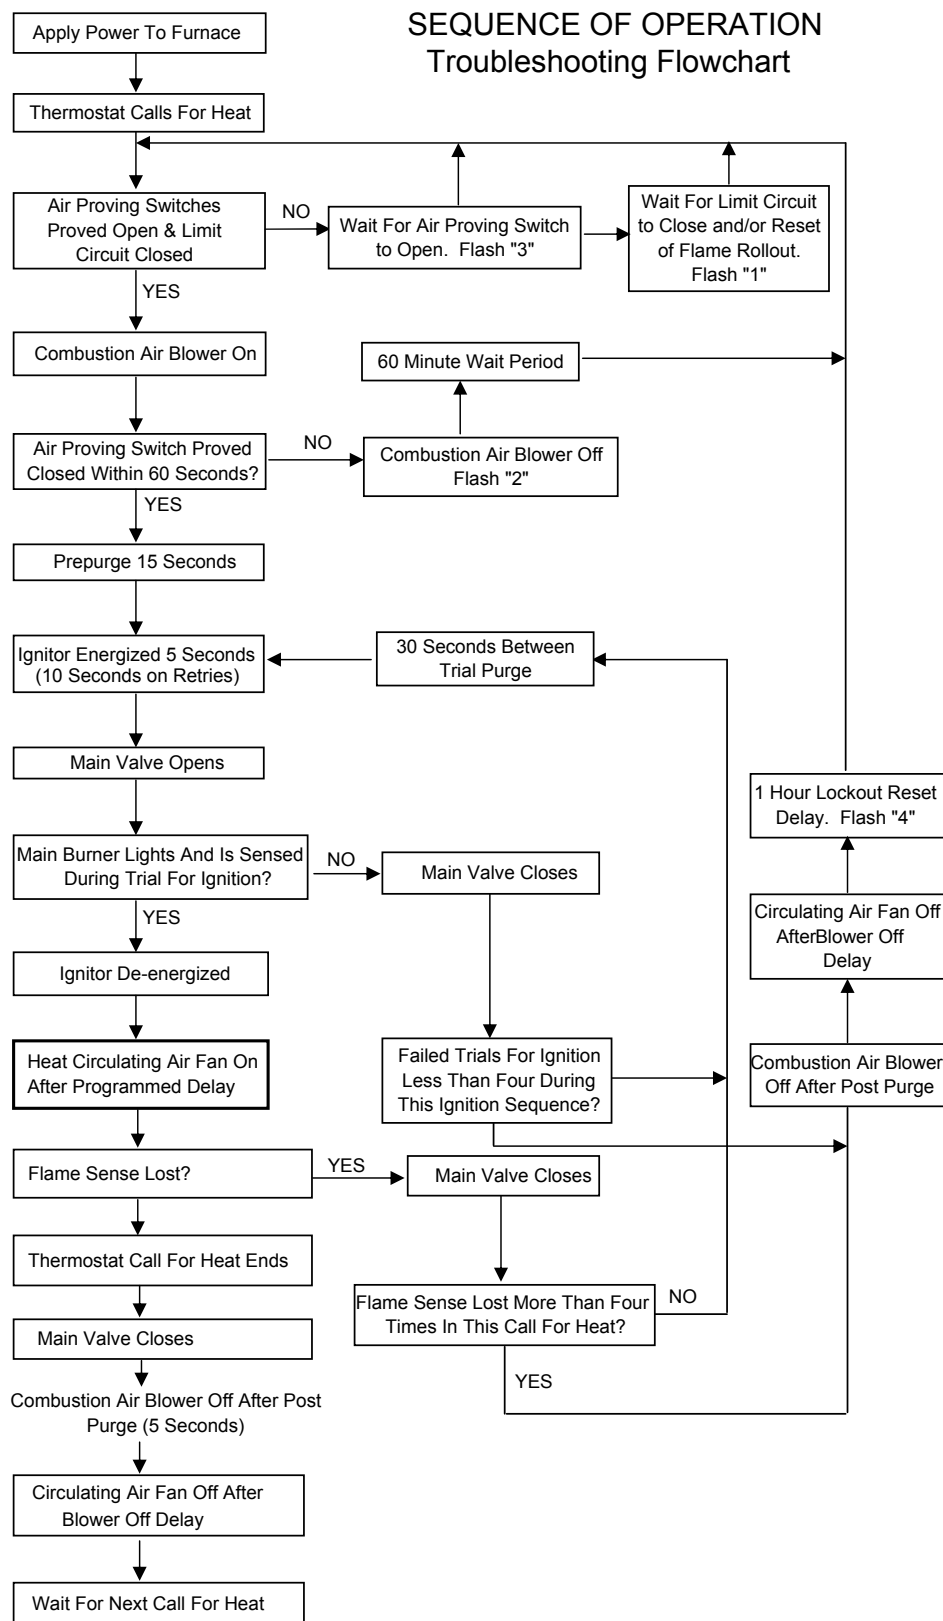 SEQUENCE OF OPERATION
Troubleshooting Flowchart
Apply Power To Furnace
Thermostat Calls For Heat
Air Proving Switches
Proved Open & Limit
Circuit Closed
NO
Wait For Air Proving Switch
to Open. Flash "3"
Wait For Limit Circuit
to Close and/or Reset
of Flame Rollout.
Flash "1"
YES
Combustion Air Blower On
60 Minute Wait Period
Air Proving Switch Proved
Closed Within 60 Seconds?
NO
Combustion Air Blower Off
Flash "2"
YES
Prepurge 15 Seconds
Ignitor Energized 5 Seconds
(10 Seconds on Retries)
30 Seconds Between
Trial Purge
Main Valve Opens
1 Hour Lockout Reset
Delay. Flash "4"
Main Burner Lights And Is Sensed
During Trial For Ignition?
NO
Main Valve Closes
YES
Circulating Air Fan Off
AfterBlower Off
Delay
Ignitor De-energized
Heat Circulating Air Fan On
After Programmed Delay
Failed Trials For Ignition
Less Than Four During
This Ignition Sequence?
Combustion Air Blower
Off After Post Purge
Flame Sense Lost?
YES
Main Valve Closes
Thermostat Call For Heat Ends
Flame Sense Lost More Than Four
Times In This Call For Heat?
NO
YES
Main Valve Closes
Combustion Air Blower Off After Post
Purge (5 Seconds)
Circulating Air Fan Off After
Blower Off Delay
Wait For Next Call For Heat